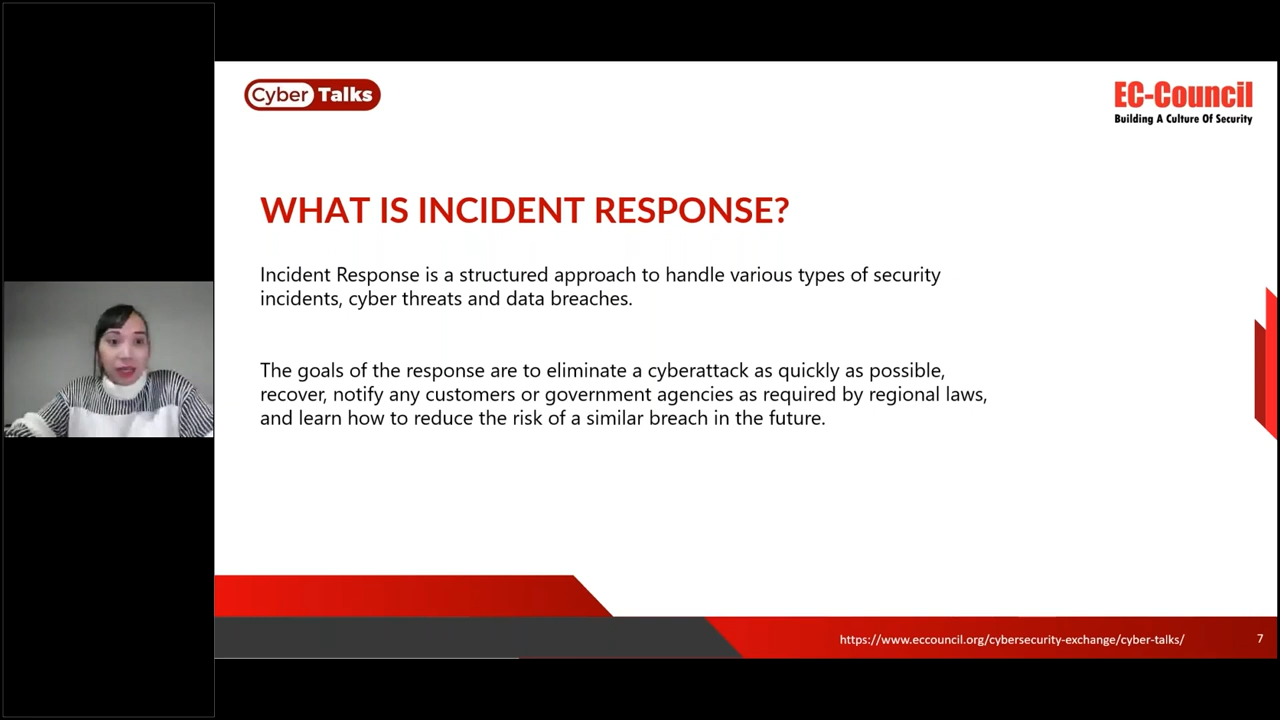 Cyber Talks
EC-Council
Building A Culture Of Security
WHAT IS INCIDENT RESPONSE?
Incident Response is a structured approach to handle various types of security
incidents, cyber threats and data breaches.
The goals of the response are to eliminate a cyberattack as quickly as possible,
recover, notify any customers or government agencies as required by regional laws,
and learn how to reduce the risk of a similar breach in the future.
https://www.eccouncil.org/cybersecurity-exchange/cyber-talks/
7